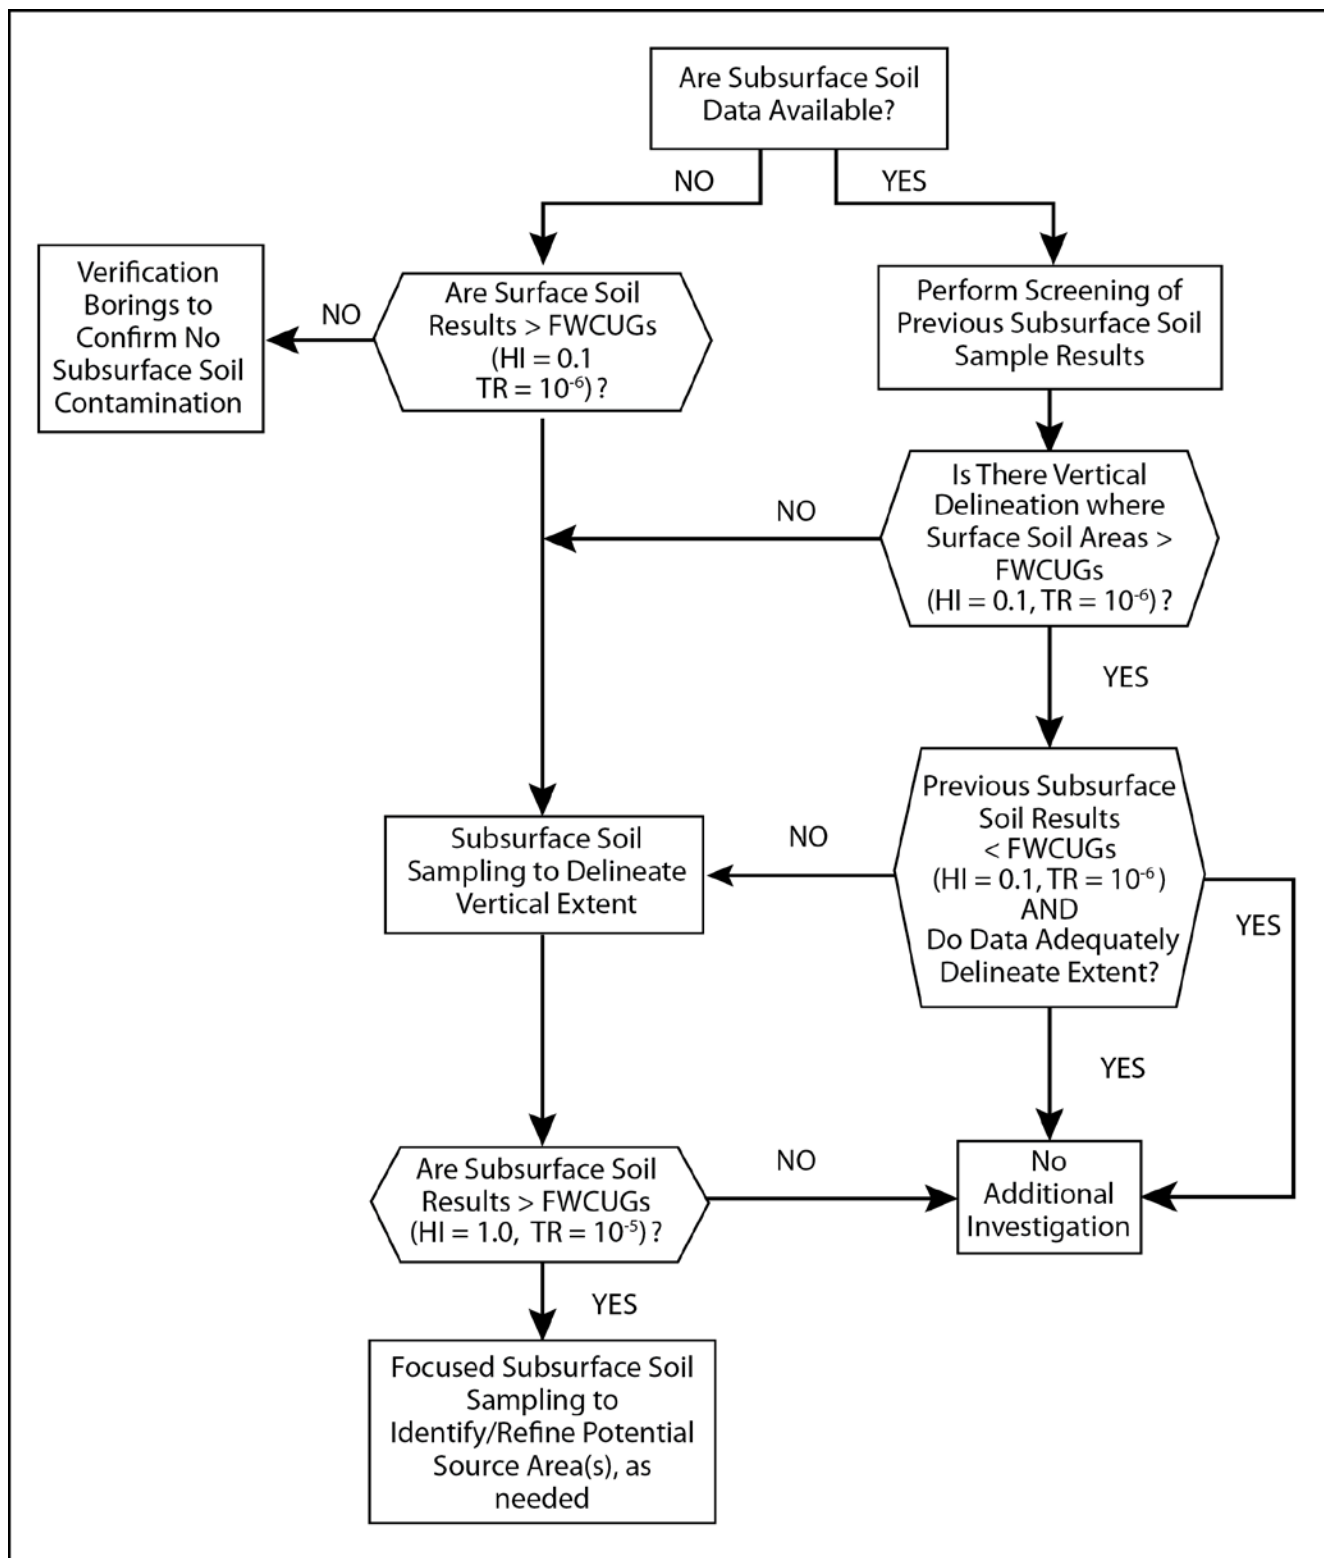 Are Subsurface Soil
Data Available?
NO
YES
Verification
Borings to
Confirm No
Subsurface Soil
Contamination
NO
Are Surface Soil
Results > FWCUGs
(HI = 0.1
TR = 10⁻⁶) ?
Perform Screening of
Previous Subsurface Soil
Sample Results
NO
Is There Vertical
Delineation where
Surface Soil Areas >
FWCUGs
(HI = 0.1, TR = 10⁻⁶) ?
YES
Previous Subsurface
Soil Results
< FWCUGs
(HI = 0.1, TR = 10⁻⁶ )
AND
Do Data Adequately
Delineate Extent?
NO
YES
Subsurface Soil
Sampling to Delineate
Vertical Extent
YES
Are Subsurface Soil
Results > FWCUGs
(HI = 1.0, TR = 10⁻⁵) ?
NO
No
Additional
Investigation
YES
Focused Subsurface Soil
Sampling to
Identify/Refine Potential
Source Area(s), as
needed